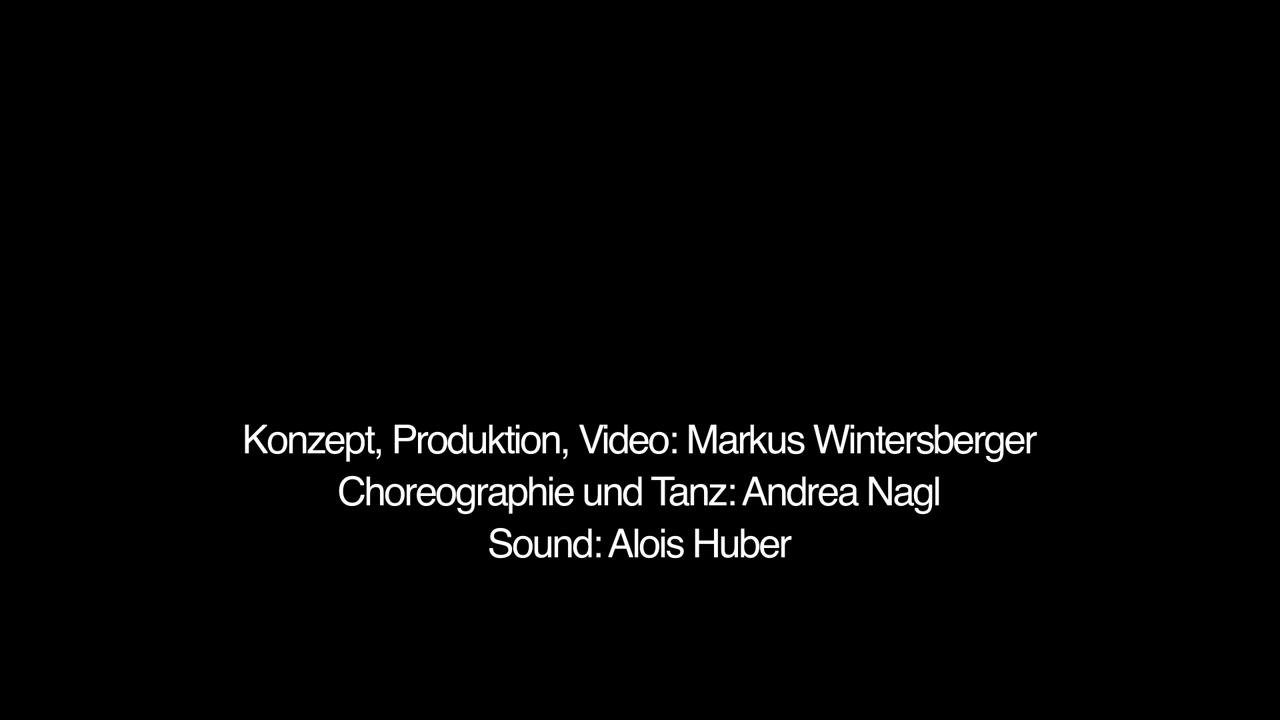 Konzept, Produktion, Video: Markus Wintersberger
Choreographie und Tanz: Andrea Nagl
Sound: Alois Huber